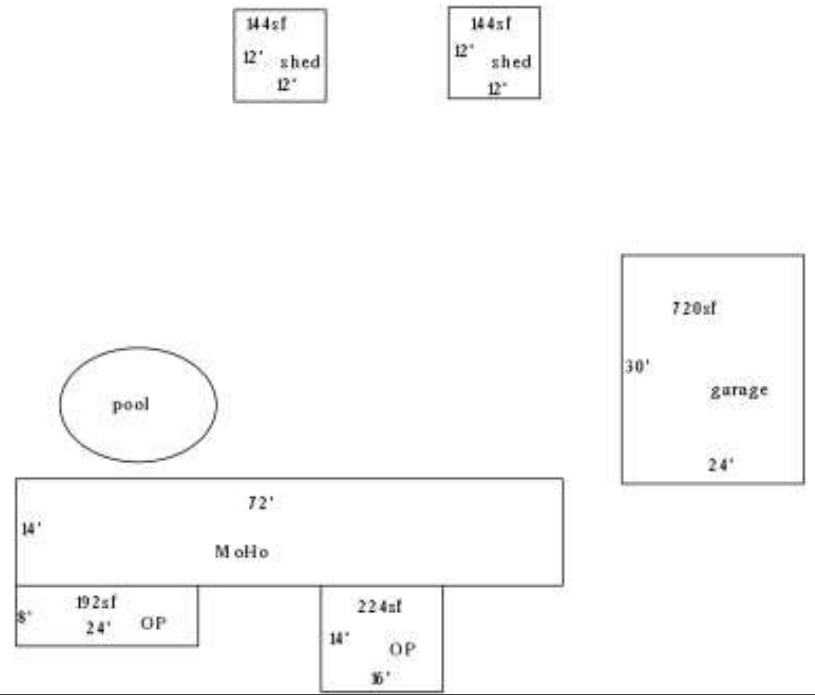 144sf
12' shed
12'
144sf
12' shed
12'
720sf
30'
garage
24'
pool
72'
14'
MoHo
192sf
8'
24' OP
224sf
14'
OP
16'